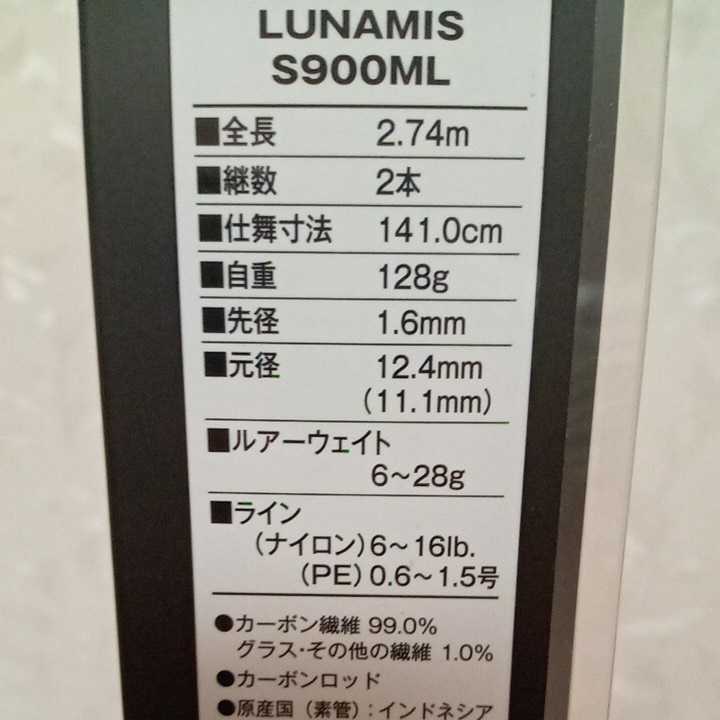 LUNAMIS
S900ML
■全長 2.74m
■継数 2本
■仕舞寸法 141.0cm
■自重 128g
■先径 1.6mm
■元径 12.4mm
(11.1mm)
■ルアーウェイト
6～28g
■ライン
(ナイロン)6～16lb.
(PE)0.6～1.5号
●カーボン繊維 99.0%
グラス・その他の繊維 1.0%
●カーボンロッド
●原産国（素管）：インドネシア